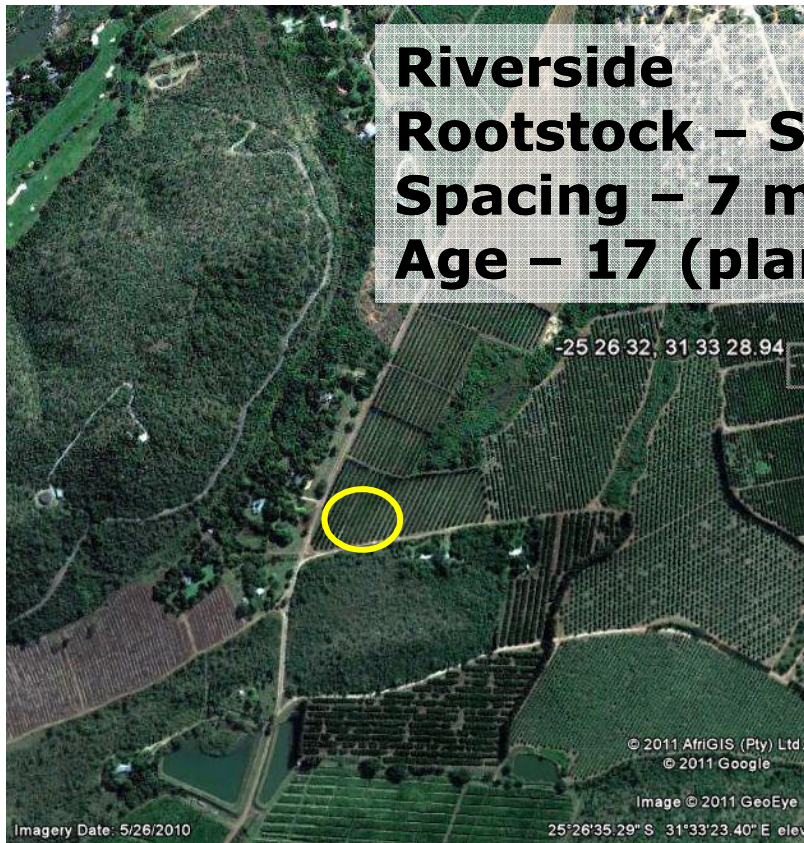 Riverside
Rootstock – S
Spacing – 7 m
Age – 17 (plan
-25 26 32, 31 33 28.94
© 2011 AfriGIS (Pty) Ltd.
© 2011 Google
Image © 2011 GeoEye
Imagery Date: 5/26/2010
25°26'35.29" S 31°33'23.40" E elev